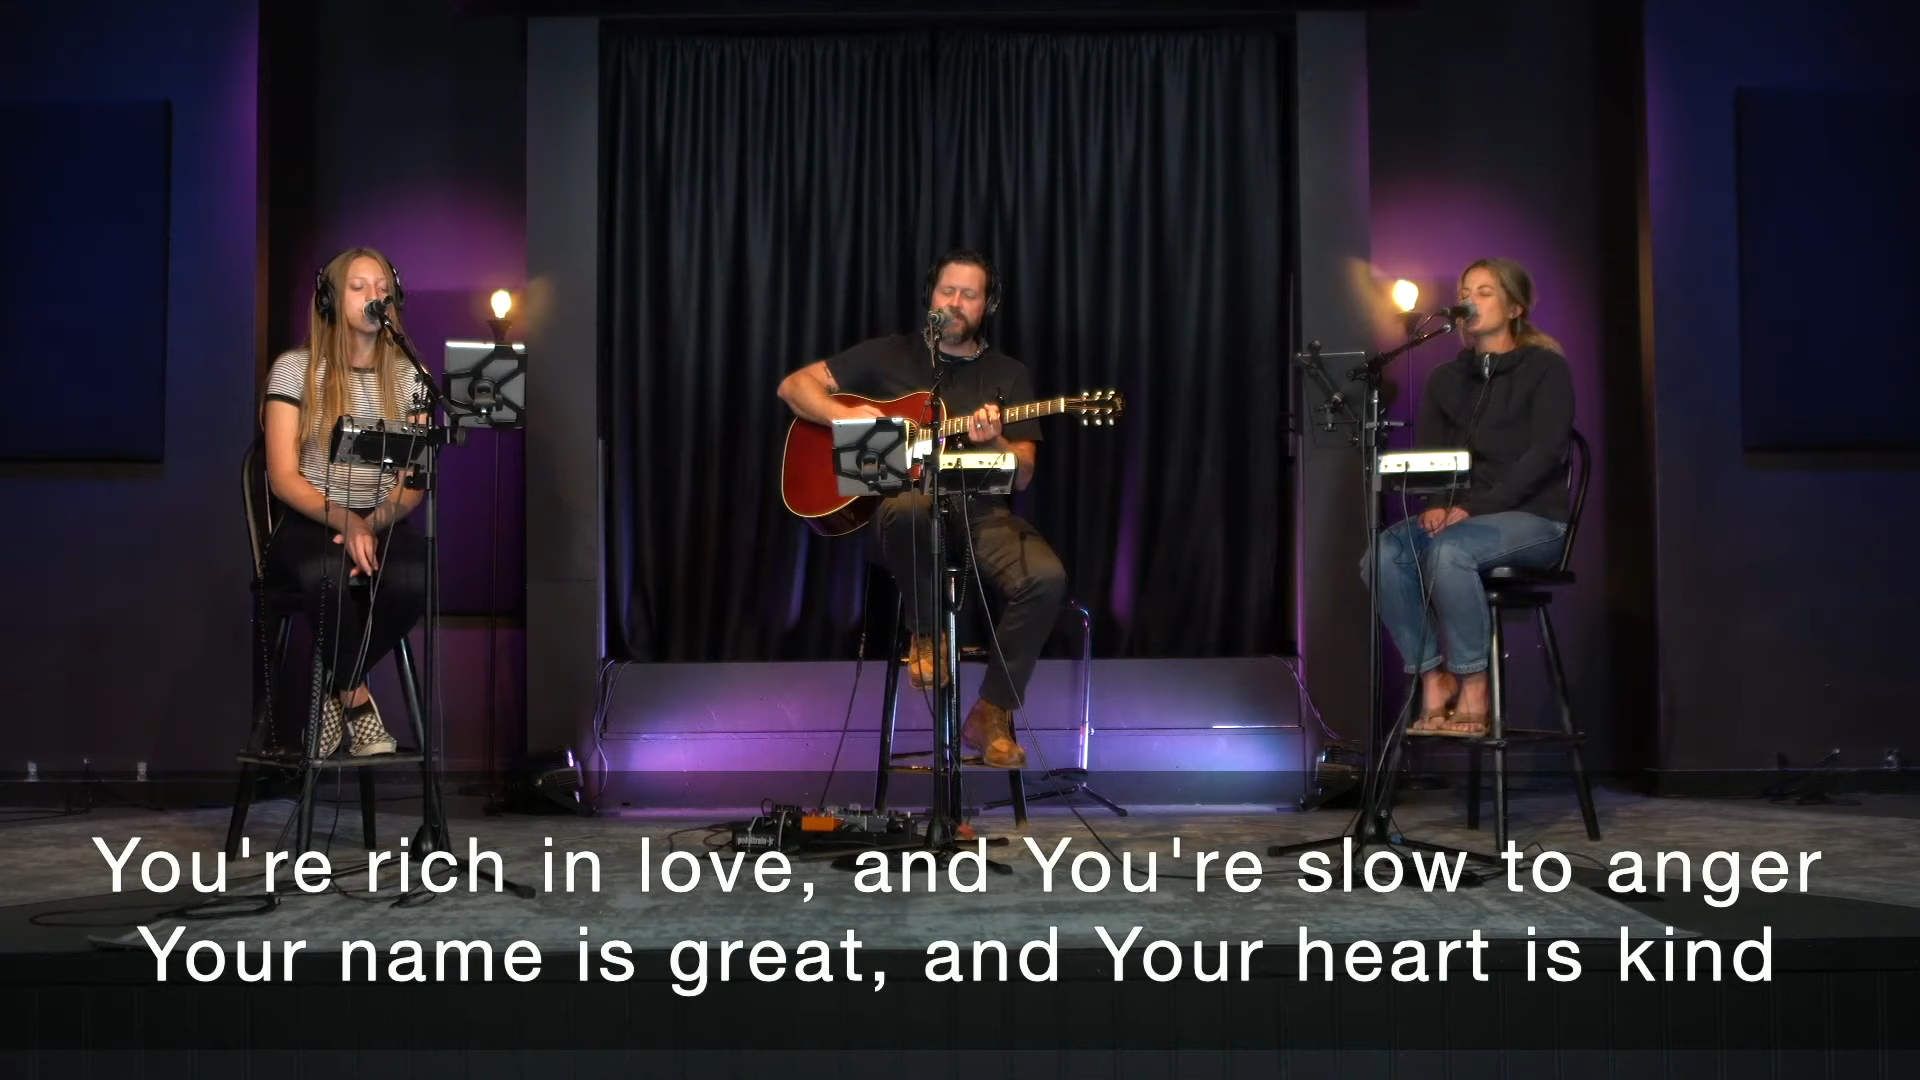 You're rich in love, and You're slow to anger
Your name is great, and Your heart is kind